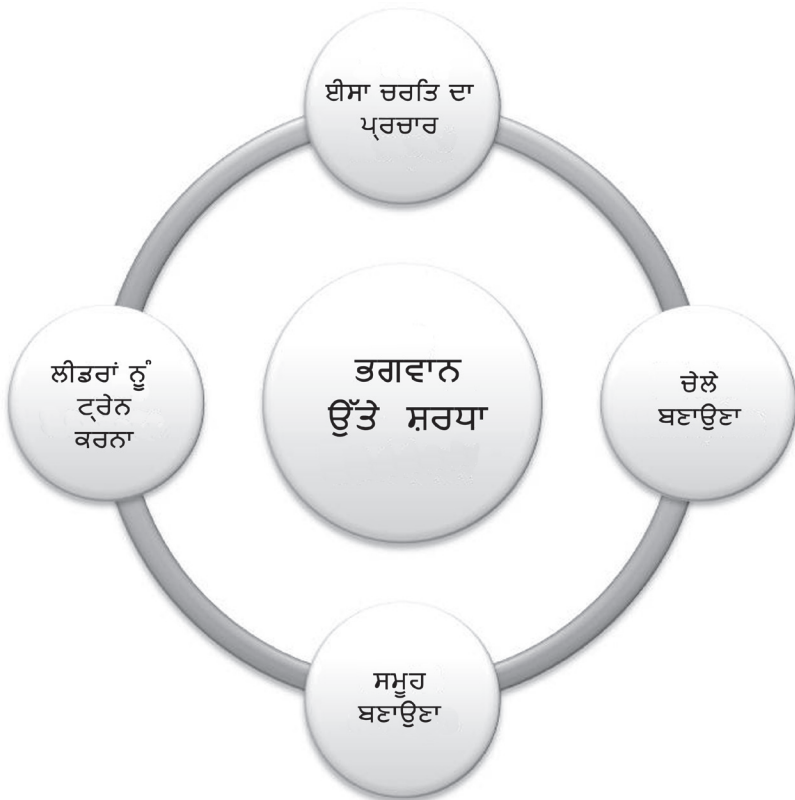 ਈਸਾ ਚਰਤਿ ਦਾ
ਪ੍ਰਚਾਰ
ਲੀਡਰਾਂ ਨੂੰ
ਟ੍ਰੇਨ
ਕਰਨਾ
ਭਗਵਾਨ
ਉੱਤੇ ਸ਼ਰਧਾ
ਚੇਲੇ
ਬਣਾਉਣਾ
ਸਮੂਹ
ਬਣਾਉਣਾ